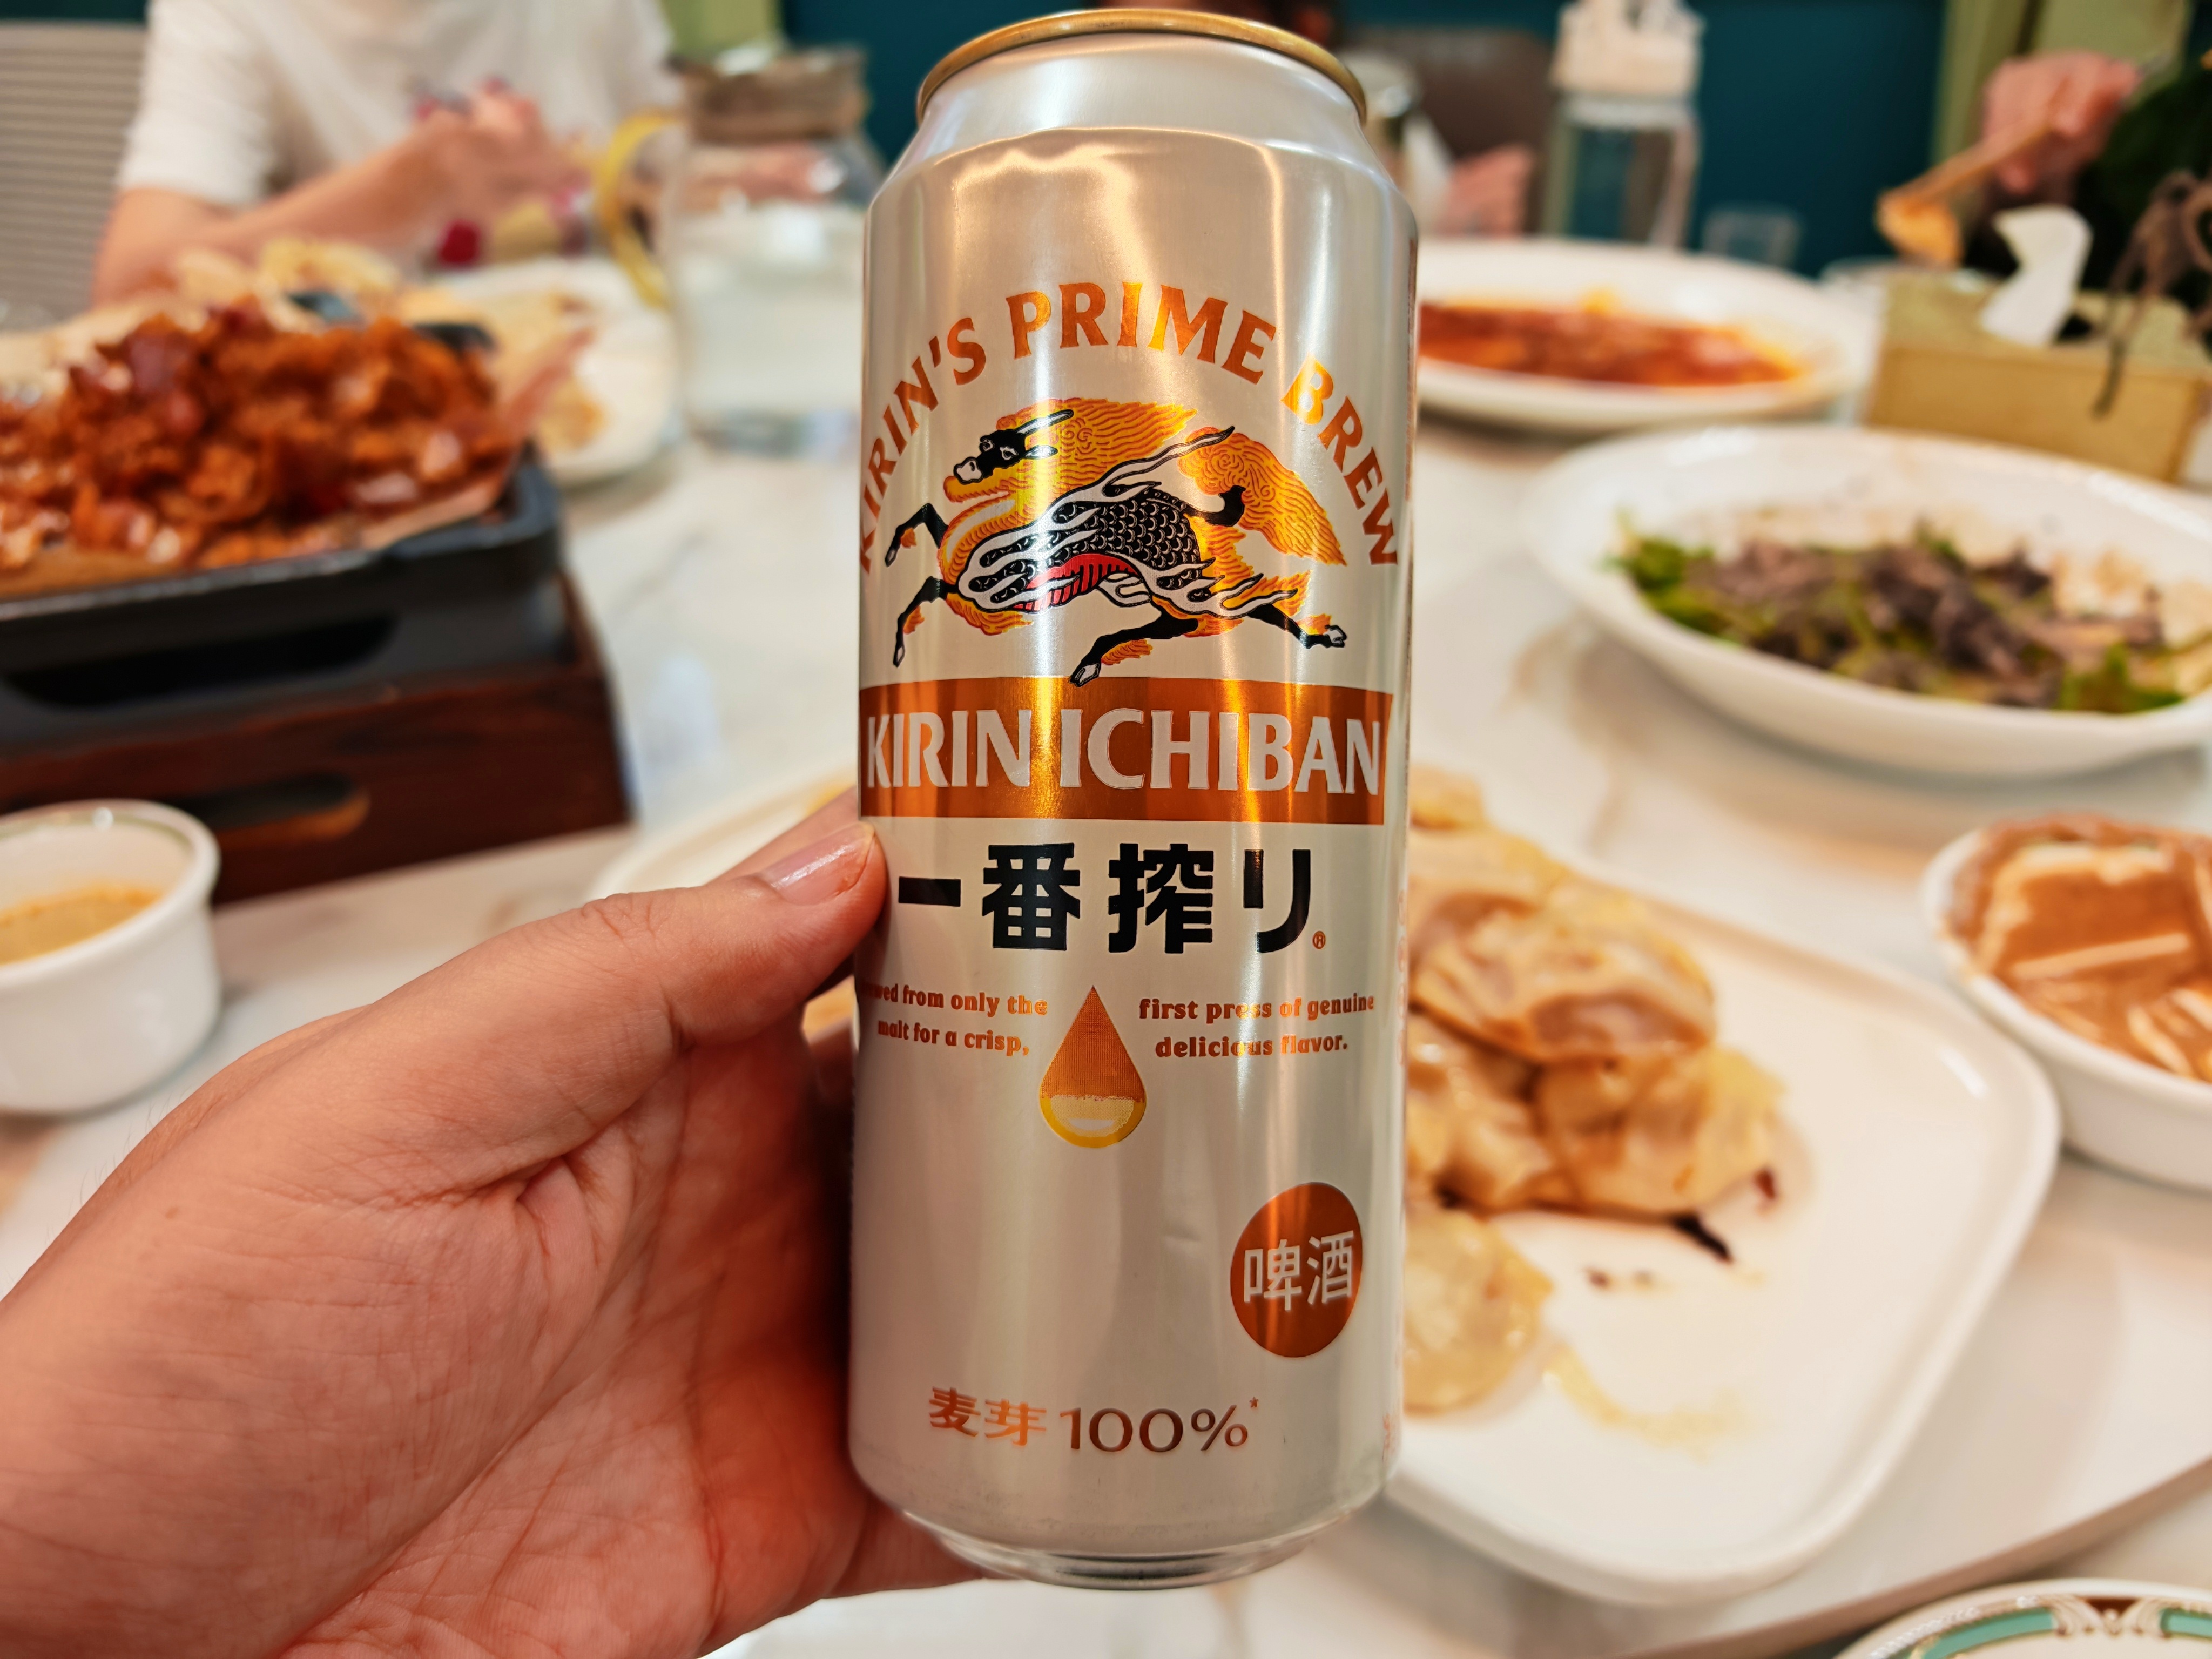 KIRIN'S PRIME BREW
KIRIN ICHIBAN
一番搾り®
from only the first press of genuine
malt for a crisp, delicious flavor.
啤酒
麦芽100%*